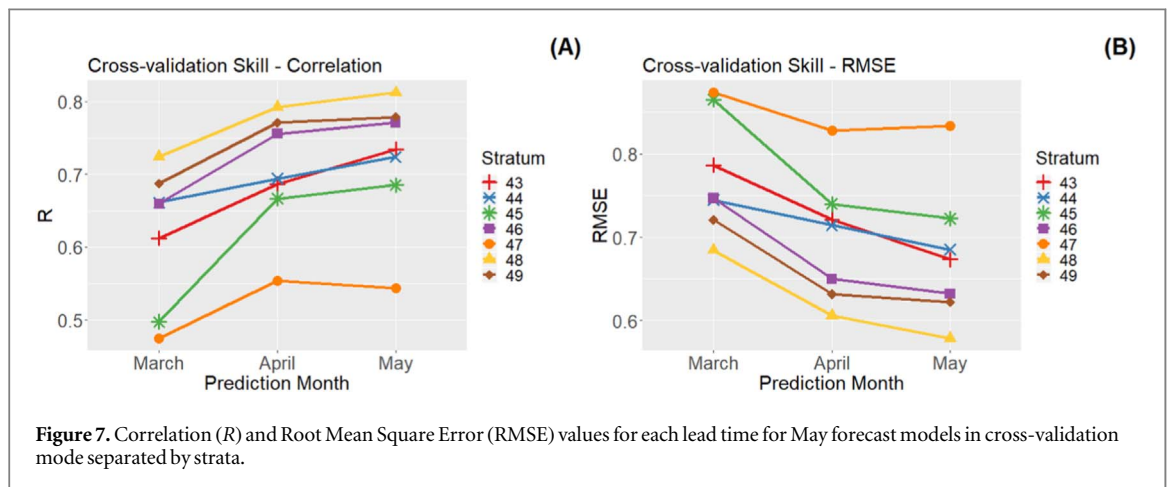 (A)
Cross-validation Skill - Correlation
0.8
0.7
0.6
0.5
R
March April May
Prediction Month
Stratum
43
44
45
46
47
48
49
(B)
Cross-validation Skill - RMSE
0.8
0.7
0.6
RMSE
March April May
Prediction Month
Stratum
43
44
45
46
47
48
49
Figure 7. Correlation (R) and Root Mean Square Error (RMSE) values for each lead time for May forecast models in cross-validation
mode separated by strata.